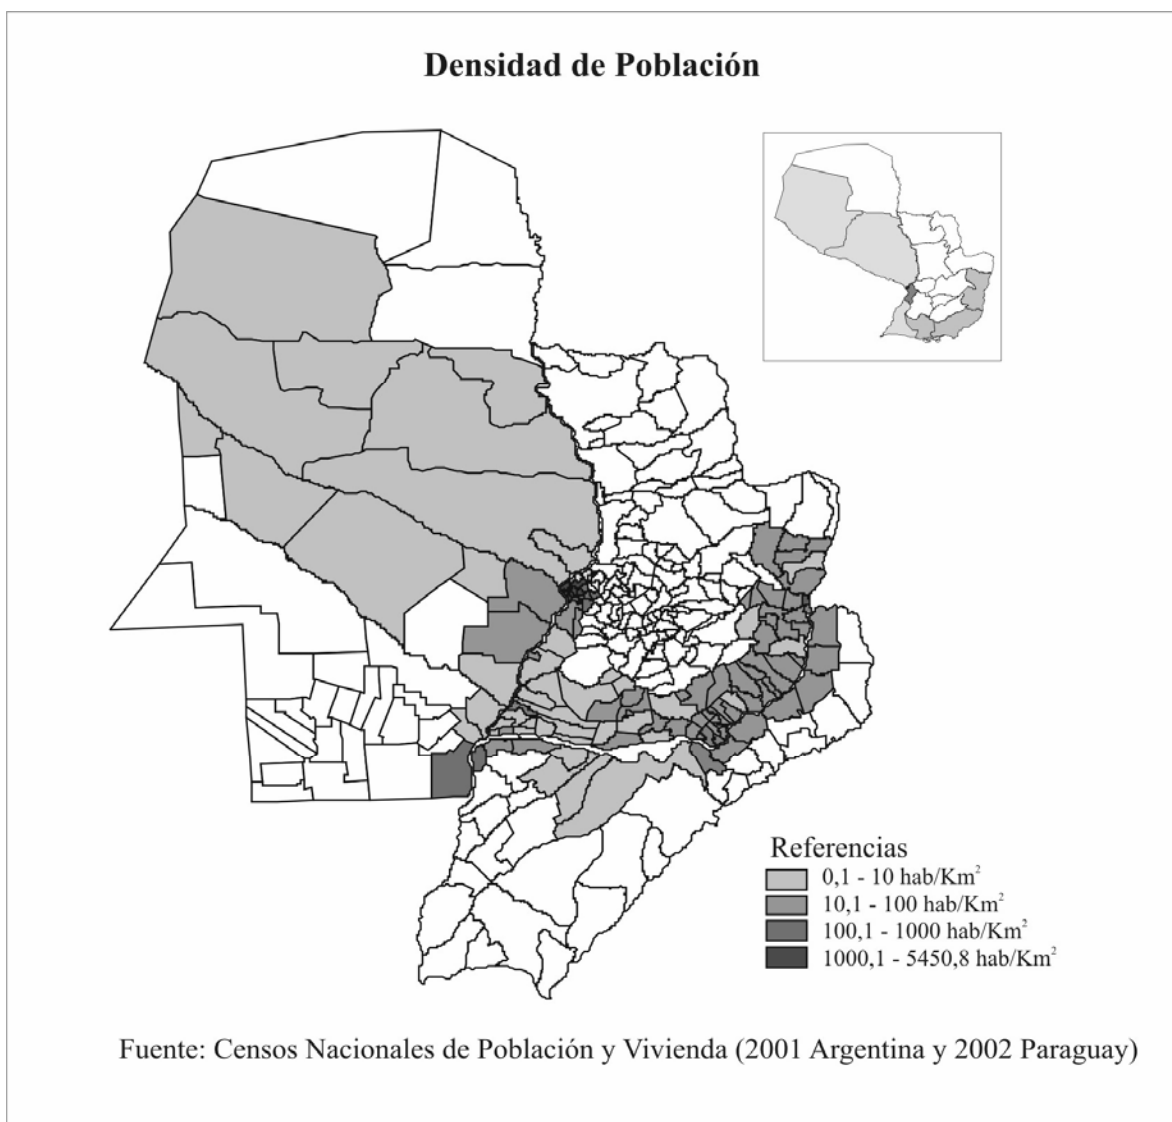 Densidad de Población
Referencias
0,1 - 10 hab/Km²
10,1 - 100 hab/Km²
100,1 - 1000 hab/Km²
1000,1 - 5450,8 hab/Km²
Fuente: Censos Nacionales de Población y Vivienda (2001 Argentina y 2002 Paraguay)